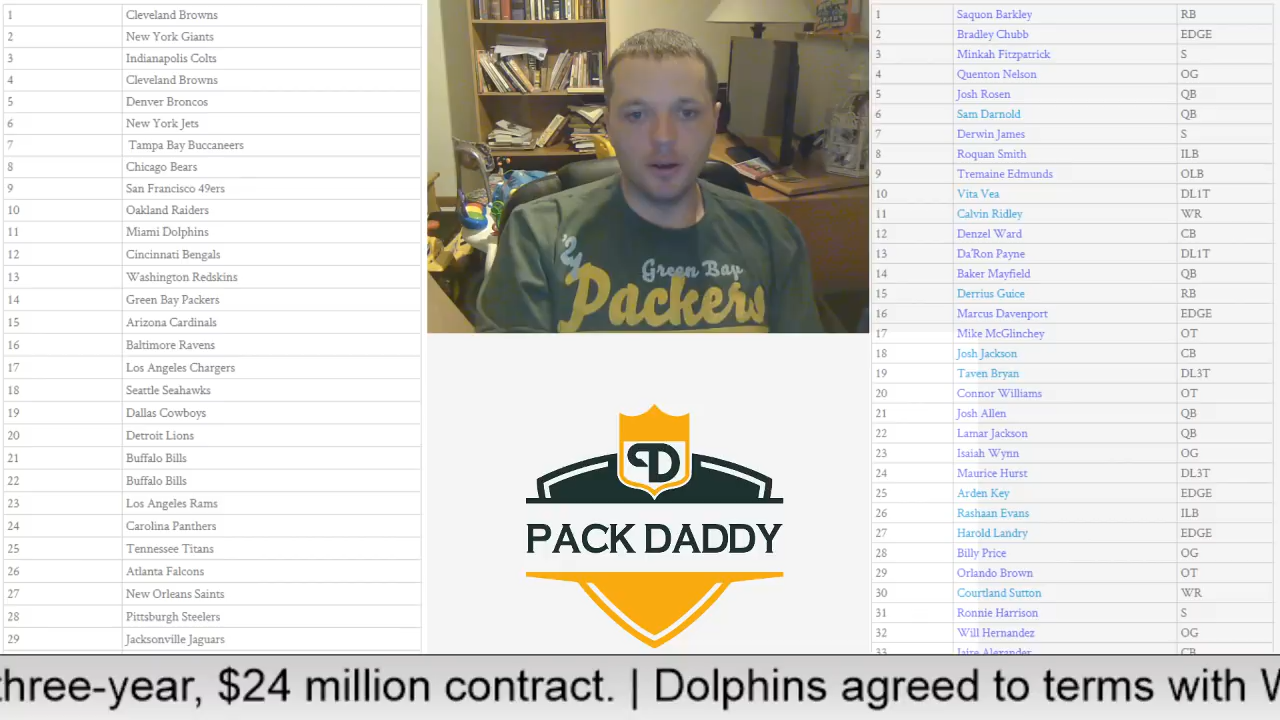 1 Cleveland Browns
2 New York Giants
3 Indianapolis Colts
4 Cleveland Browns
5 Denver Broncos
6 New York Jets
7 Tampa Bay Buccaneers
8 Chicago Bears
9 San Francisco 49ers
10 Oakland Raiders
11 Miami Dolphins
12 Cincinnati Bengals
13 Washington Redskins
14 Green Bay Packers
15 Arizona Cardinals
16 Baltimore Ravens
17 Los Angeles Chargers
18 Seattle Seahawks
19 Dallas Cowboys
20 Detroit Lions
21 Buffalo Bills
22 Buffalo Bills
23 Los Angeles Rams
24 Carolina Panthers
25 Tennessee Titans
26 Atlanta Falcons
27 New Orleans Saints
28 Pittsburgh Steelers
29 Jacksonville Jaguars
Green Bay
Packers
PD
PACK DADDY
1 Saquon Barkley RB
2 Bradley Chubb EDGE
3 Minkah Fitzpatrick S
4 Quenton Nelson OG
5 Josh Rosen QB
6 Sam Darnold QB
7 Derwin James S
8 Roquan Smith ILB
9 Tremaine Edmunds OLB
10 Vita Vea DL1T
11 Calvin Ridley WR
12 Denzel Ward CB
13 Da'Ron Payne DL1T
14 Baker Mayfield QB
15 Derrius Guice RB
16 Marcus Davenport EDGE
17 Mike McGlinchey OT
18 Josh Jackson CB
19 Taven Bryan DL3T
20 Connor Williams OT
21 Josh Allen QB
22 Lamar Jackson QB
23 Isaiah Wynn OG
24 Maurice Hurst DL3T
25 Arden Key EDGE
26 Rashaan Evans ILB
27 Harold Landry EDGE
28 Billy Price OG
29 Orlando Brown OT
30 Courtland Sutton WR
31 Ronnie Harrison S
32 Will Hernandez OG
33 Jaire Alexander CB
three-year, $24 million contract. | Dolphins agreed to terms with W